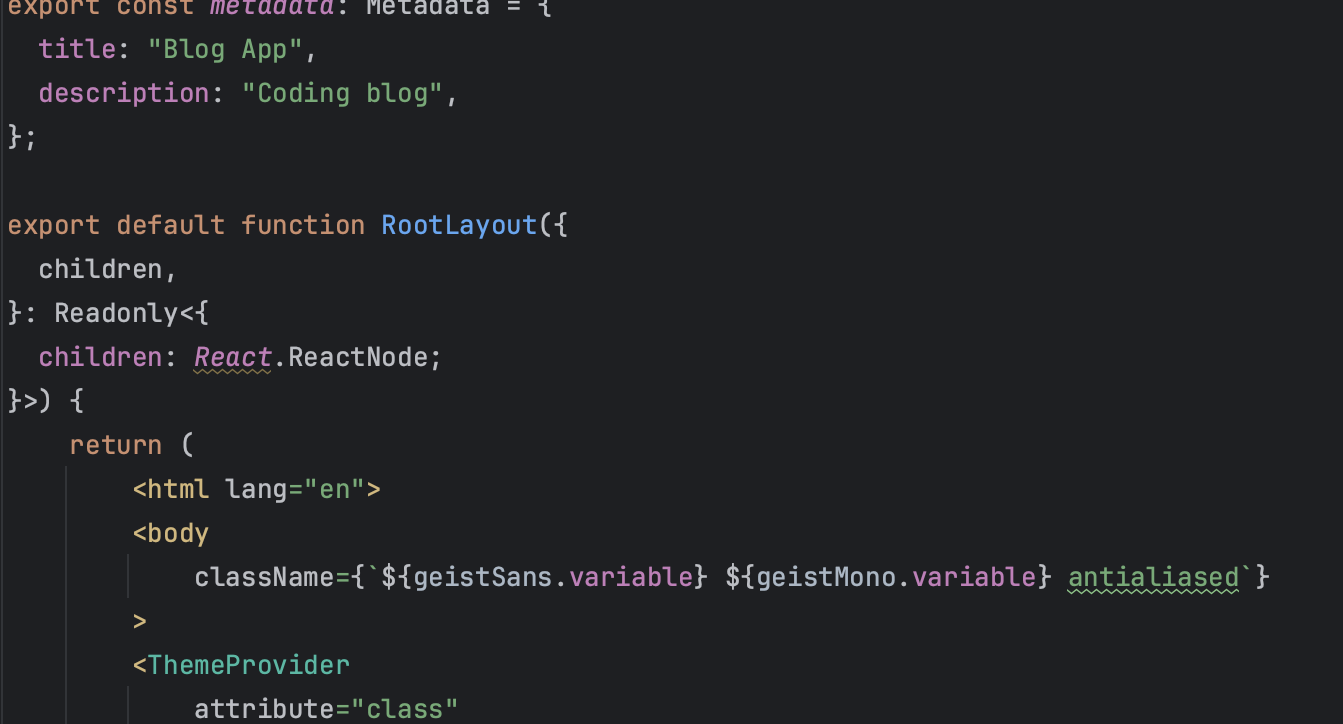 export const metadata: Metadata = {
  title: "Blog App",
  description: "Coding blog",
};

export default function RootLayout({
  children,
}: Readonly<{
  children: React.ReactNode;
}>) {
    return (
        <html lang="en">
        <body
            className={`${geistSans.variable} ${geistMono.variable} antialiased`}
        >
        <ThemeProvider
            attribute="class"